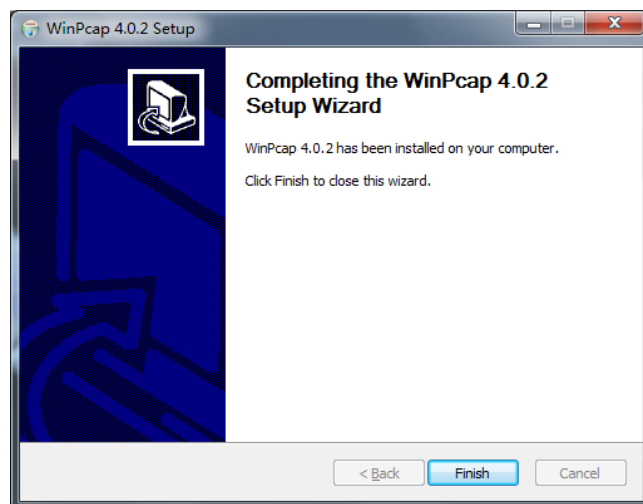 WinPcap 4.0.2 Setup
Completing the WinPcap 4.0.2
Setup Wizard
WinPcap 4.0.2 has been installed on your computer.
Click Finish to close this wizard.
< Back Finish Cancel